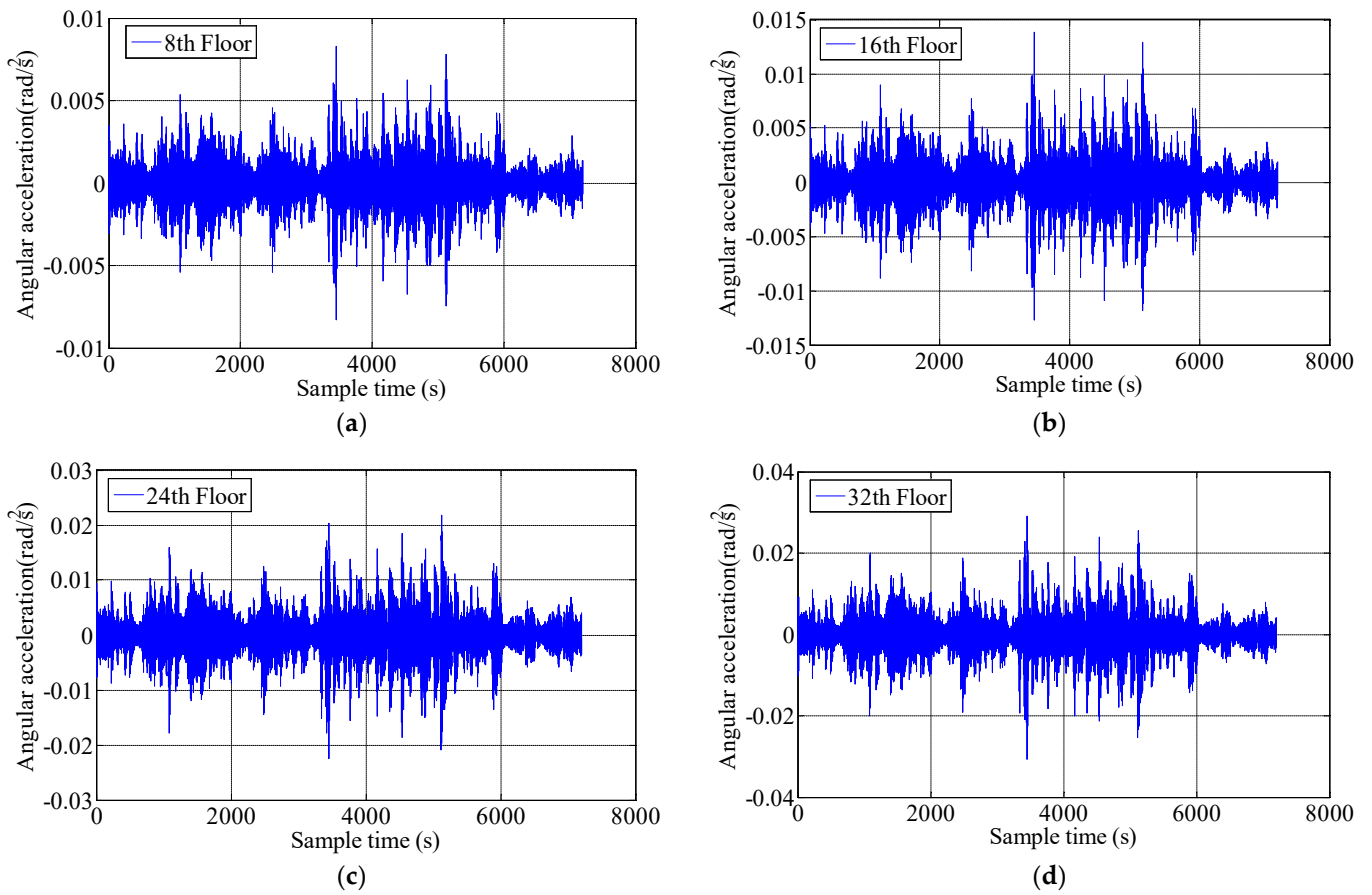 0.01
0.005
0
-0.005
-0.01
Angular acceleration(rad/s²)
8th Floor
0 2000 4000 6000 8000
Sample time (s)
(a)
0.015
0.01
0.005
0
-0.005
-0.01
-0.015
Angular acceleration(rad/s²)
16th Floor
0 2000 4000 6000 8000
Sample time (s)
(b)
0.03
0.02
0.01
0
-0.01
-0.02
-0.03
Angular acceleration(rad/s²)
24th Floor
0 2000 4000 6000 8000
Sample time (s)
(c)
0.04
0.02
0
-0.02
-0.04
Angular acceleration(rad/s²)
32th Floor
0 2000 4000 6000 8000
Sample time (s)
(d)